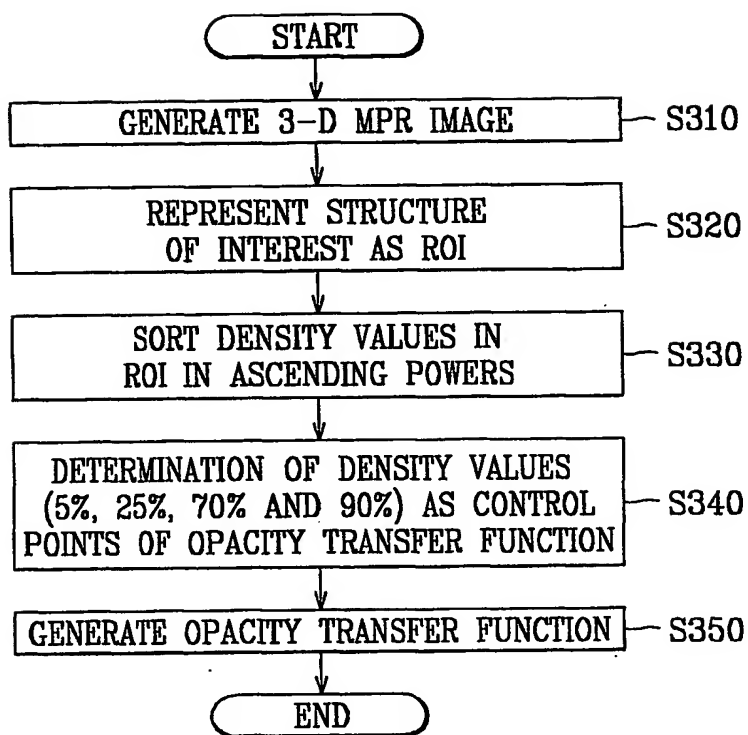 START
GENERATE 3-D MPR IMAGE
S310
REPRESENT STRUCTURE
OF INTEREST AS ROI
S320
SORT DENSITY VALUES IN
ROI IN ASCENDING POWERS
S330
DETERMINATION OF DENSITY VALUES
(5%, 25%, 70% AND 90%) AS CONTROL
POINTS OF OPACITY TRANSFER FUNCTION
S340
GENERATE OPACITY TRANSFER FUNCTION
S350
END